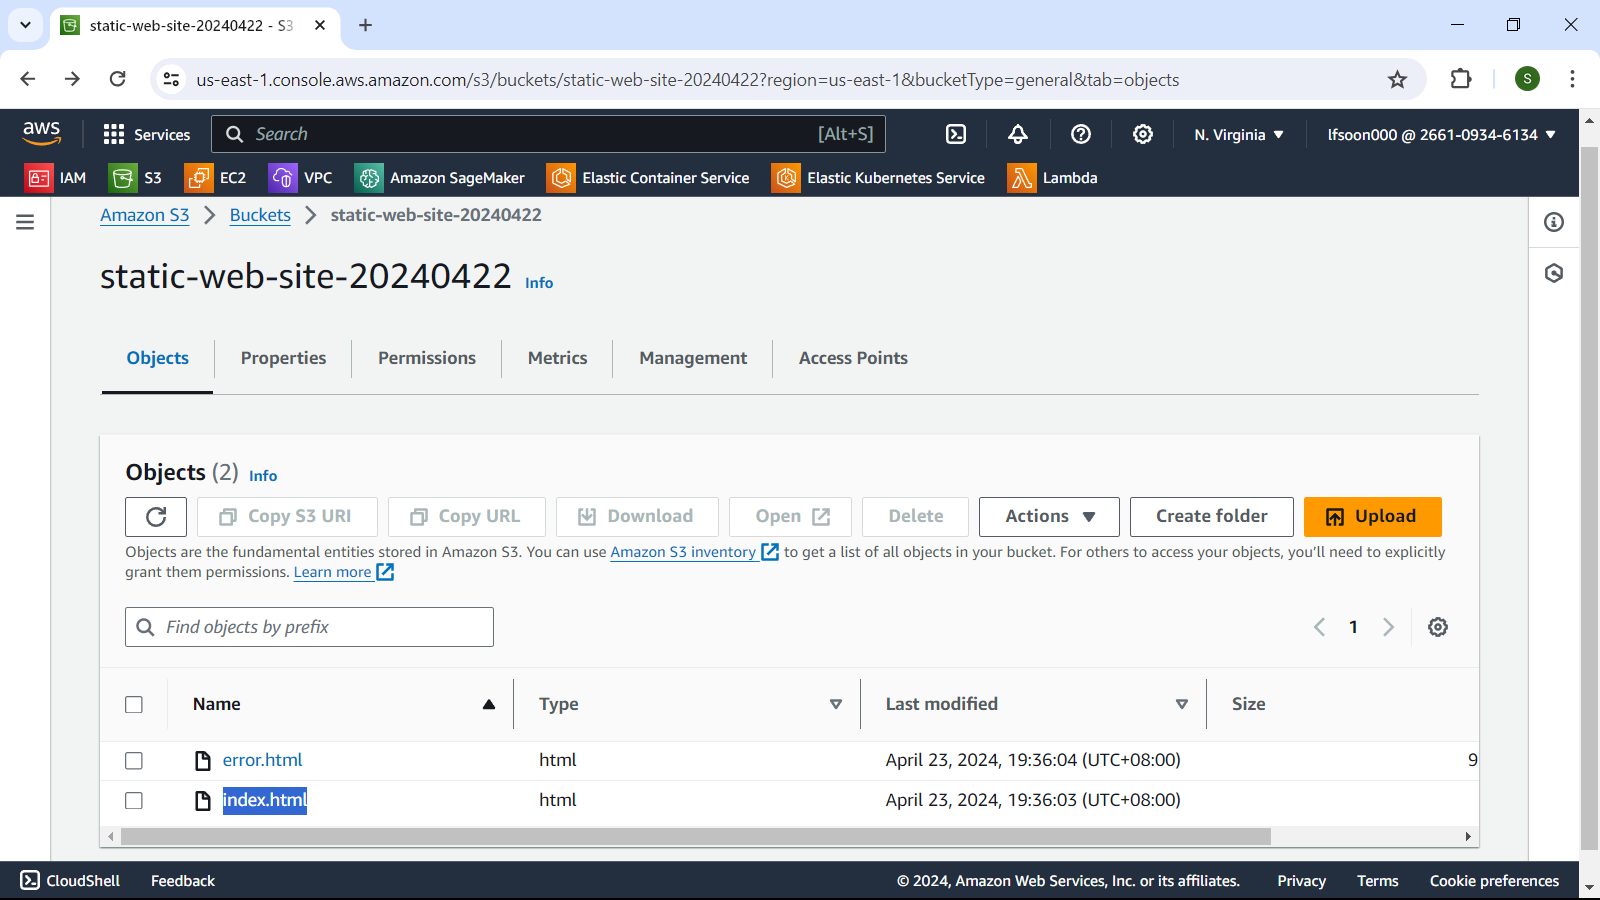 static-web-site-20240422 - S3
us-east-1.console.aws.amazon.com/s3/buckets/static-web-site-20240422?region=us-east-1&bucketType=general&tab=objects
S
aws
Services
Search
[Alt+S]
N. Virginia
lfsoon000 @ 2661-0934-6134
IAM
S3
EC2
VPC
Amazon SageMaker
Elastic Container Service
Elastic Kubernetes Service
Lambda
Amazon S3
Buckets
static-web-site-20240422
static-web-site-20240422 Info
Objects
Properties
Permissions
Metrics
Management
Access Points
Objects (2) Info
Copy S3 URI
Copy URL
Download
Open
Delete
Actions
Create folder
Upload
Objects are the fundamental entities stored in Amazon S3. You can use Amazon S3 inventory to get a list of all objects in your bucket. For others to access your objects, you'll need to explicitly
grant them permissions. Learn more
Find objects by prefix
1
Name
Type
Last modified
Size
error.html
html
April 23, 2024, 19:36:04 (UTC+08:00)
9
index.html
html
April 23, 2024, 19:36:03 (UTC+08:00)
CloudShell
Feedback
© 2024, Amazon Web Services, Inc. or its affiliates.
Privacy
Terms
Cookie preferences